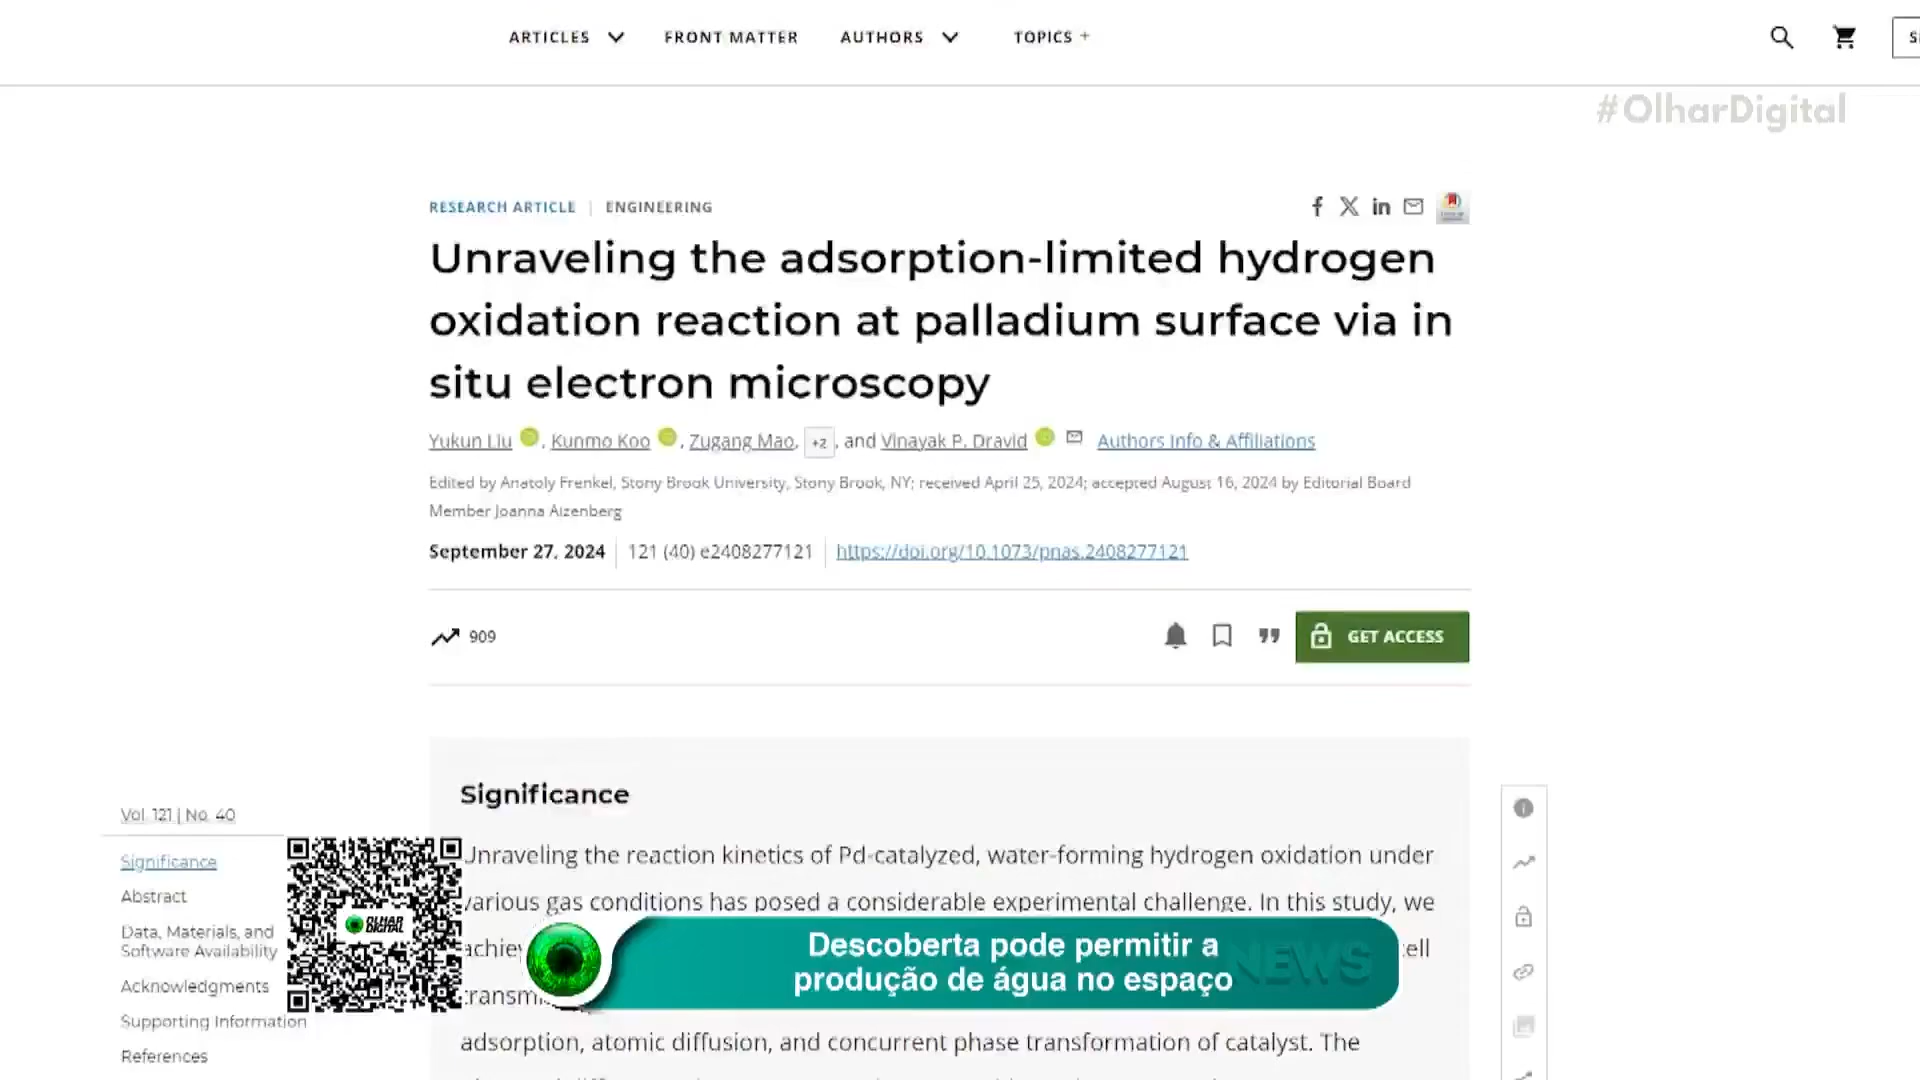 ARTICLES FRONT MATTER AUTHORS TOPICS +
#OlharDigital
RESEARCH ARTICLE | ENGINEERING
Unraveling the adsorption-limited hydrogen
oxidation reaction at palladium surface via in
situ electron microscopy
Yukun Liu, Kunmo Koo, Zugang Mao, +2, and Vinayak P. Dravid Authors Info & Affiliations
Edited by Anatoly Frenkel, Stony Brook University, Stony Brook, NY; received April 25, 2024; accepted August 16, 2024 by Editorial Board
Member Joanna Aizenberg
September 27, 2024 121 (40) e2408277121 https://doi.org/10.1073/pnas.2408277121
909
GET ACCESS
Significance
Unraveling the reaction kinetics of Pd-catalyzed, water-forming hydrogen oxidation under
various gas conditions has posed a considerable experimental challenge. In this study, we
adsorption, atomic diffusion, and concurrent phase transformation of catalyst. The
Vol. 121 | No. 40
Significance
Abstract
Data, Materials, and
Software Availability
Acknowledgments
Supporting Information
References
OLHAR
DIGITAL
Descoberta pode permitir a
produção de água no espaço
NEWS